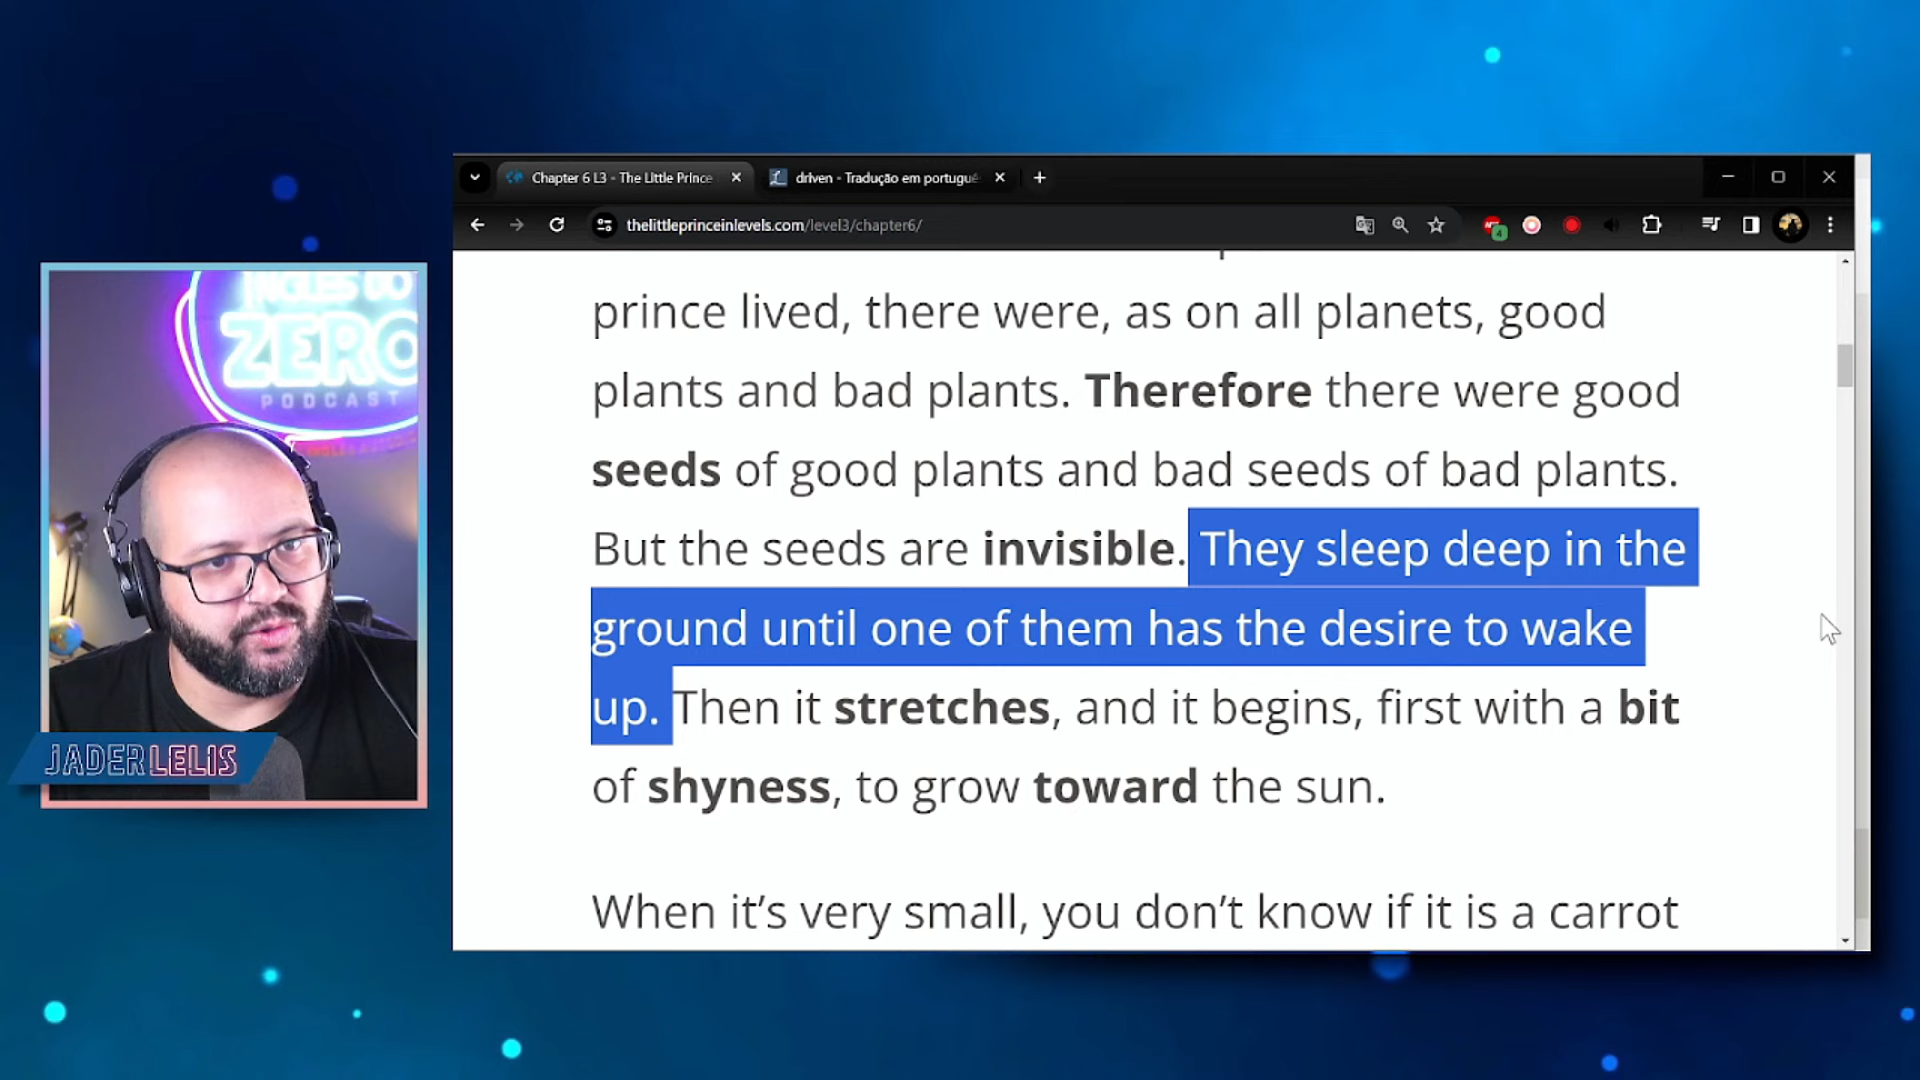 Chapter 6 L3 - The Little Prince
driven - Tradução em portugu
thelittleprinceinlevels.com/level3/chapter6/
4
prince lived, there were, as on all planets, good
plants and bad plants. Therefore there were good
seeds of good plants and bad seeds of bad plants.
But the seeds are invisible. They sleep deep in the
ground until one of them has the desire to wake
up. Then it stretches, and it begins, first with a bit
of shyness, to grow toward the sun.
When it’s very small, you don’t know if it is a carrot
ZERO
PODCAST
JADERLELIS